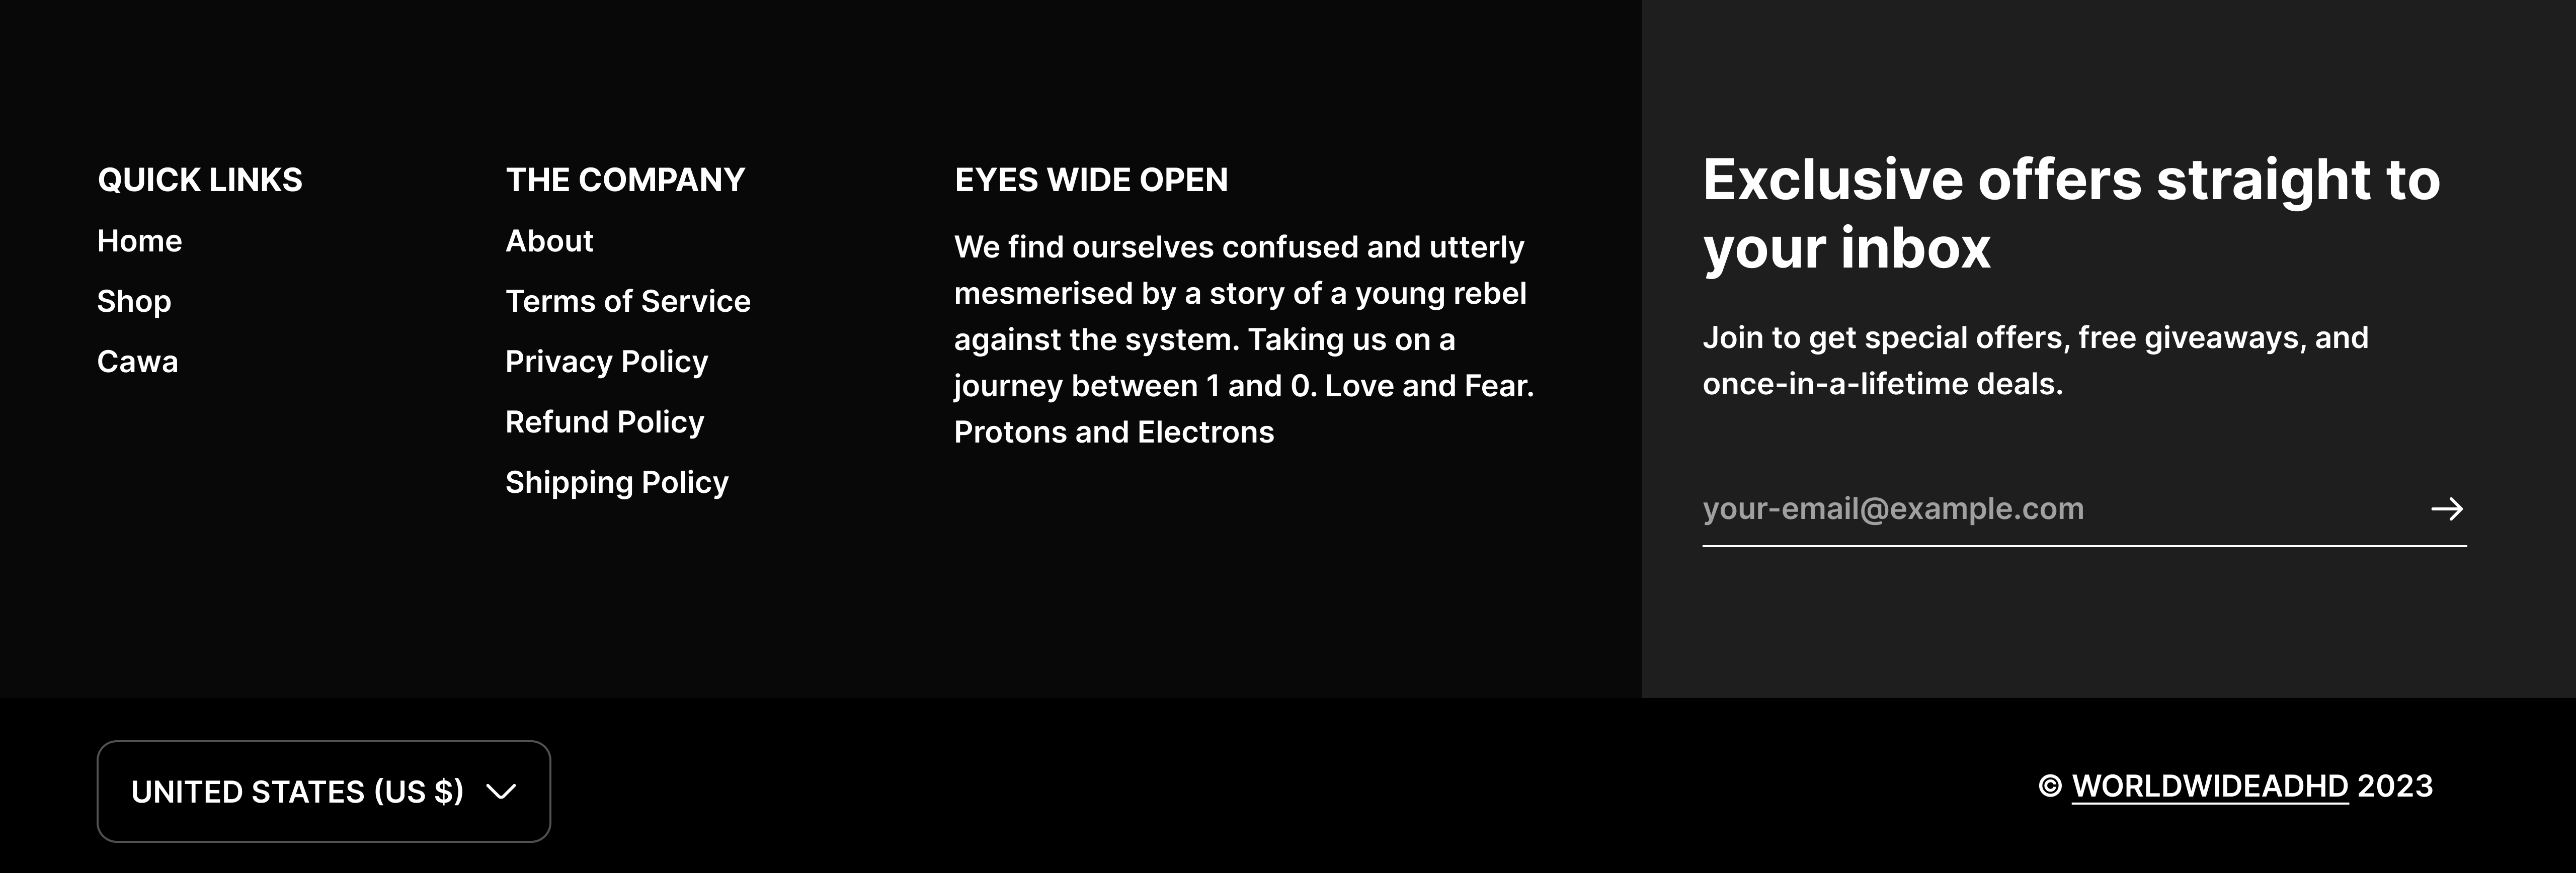 QUICK LINKS
Home
Shop
Cawa
THE COMPANY
About
Terms of Service
Privacy Policy
Refund Policy
Shipping Policy
EYES WIDE OPEN
We find ourselves confused and utterly
mesmerised by a story of a young rebel
against the system. Taking us on a
journey between 1 and 0. Love and Fear.
Protons and Electrons
Exclusive offers straight to
your inbox
Join to get special offers, free giveaways, and
once-in-a-lifetime deals.
your-email@example.com
UNITED STATES (US $)
© WORLDWIDEADHD 2023